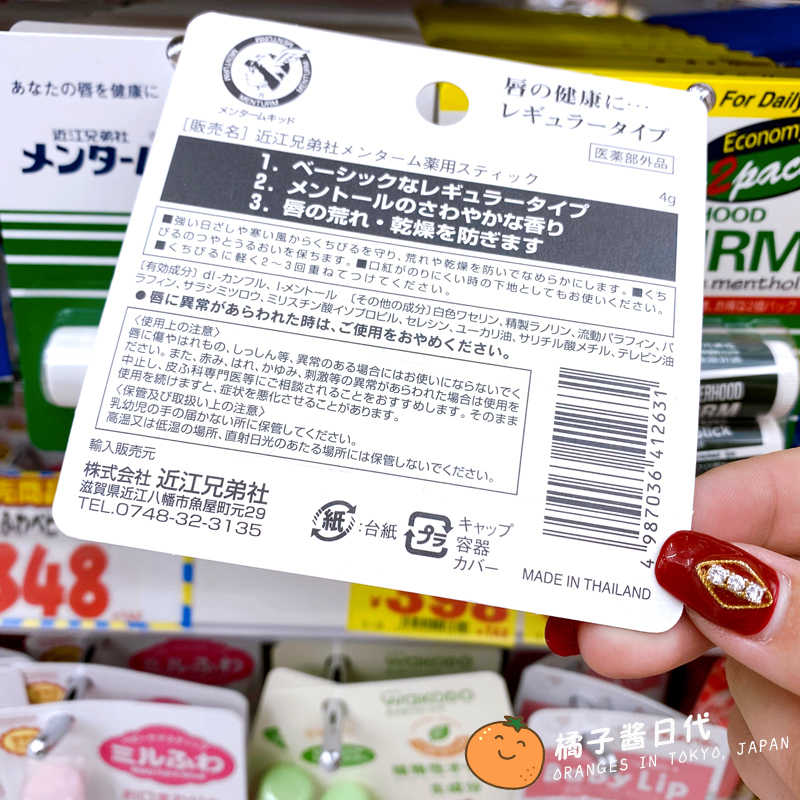 メンタームキッド
唇の健康に…
レギュラータイプ
[販売名] 近江兄弟社メンターム薬用スティック
医薬部外品
4g
1. ベーシックなレギュラータイプ
2. メントールのさわやかな香り
3. 唇の荒れ・乾燥を防ぎます
■強い日ざしや寒い風からくちびるを守り、荒れや乾燥を防いでなめらかにします。■くち
びるのつやとうるおいを保ちます。■口紅がのりにくい時の下地としてもお使いください。
■くちびるに軽く2〜3回重ねてつけてください。
〔有効成分〕dl-カンフル、l-メントール 〔その他の成分〕白色ワセリン、精製ラノリン、流動パラフィン、パ
ラフィン、サラシミツロウ、ミリスチン酸イソプロピル、セレシン、ユーカリ油、サリチル酸メチル、テレビン油
●唇に異常があらわれた時は、ご使用をおやめください。
〈使用上の注意〉
唇に傷やはれもの、しっしん等、異常のある場合にはお使いにならないでく
ださい。また、赤み、はれ、かゆみ、刺激等の異常があらわれた場合は使用を
中止し、皮ふ科専門医等にご相談されることをおすすめします。そのまま
使用を続けますと、症状を悪化させることがあります。
〈保管及び取扱い上の注意〉
乳幼児の手の届かない所に保管してください。
高温又は低温の場所、直射日光のあたる場所には保管しないでください。
輸入販売元
株式会社 近江兄弟社
滋賀県近江八幡市魚屋町元29
TEL.0748-32-3135
紙:台紙
プラ
キャップ
容器
カバー
4 987036 412631
MADE IN THAILAND
あなたの唇を健康に
近江兄弟社
メンターム
For Daily
Economy
2pac
HOOD
RM
menthol
お得な2個パック
ERHOOD
RM
STICK
348
398
ミルふわ
ミルふわ
WAKODO
WAKODO
Lip
橘子酱日代
ORANGES IN TOKYO, JAPAN